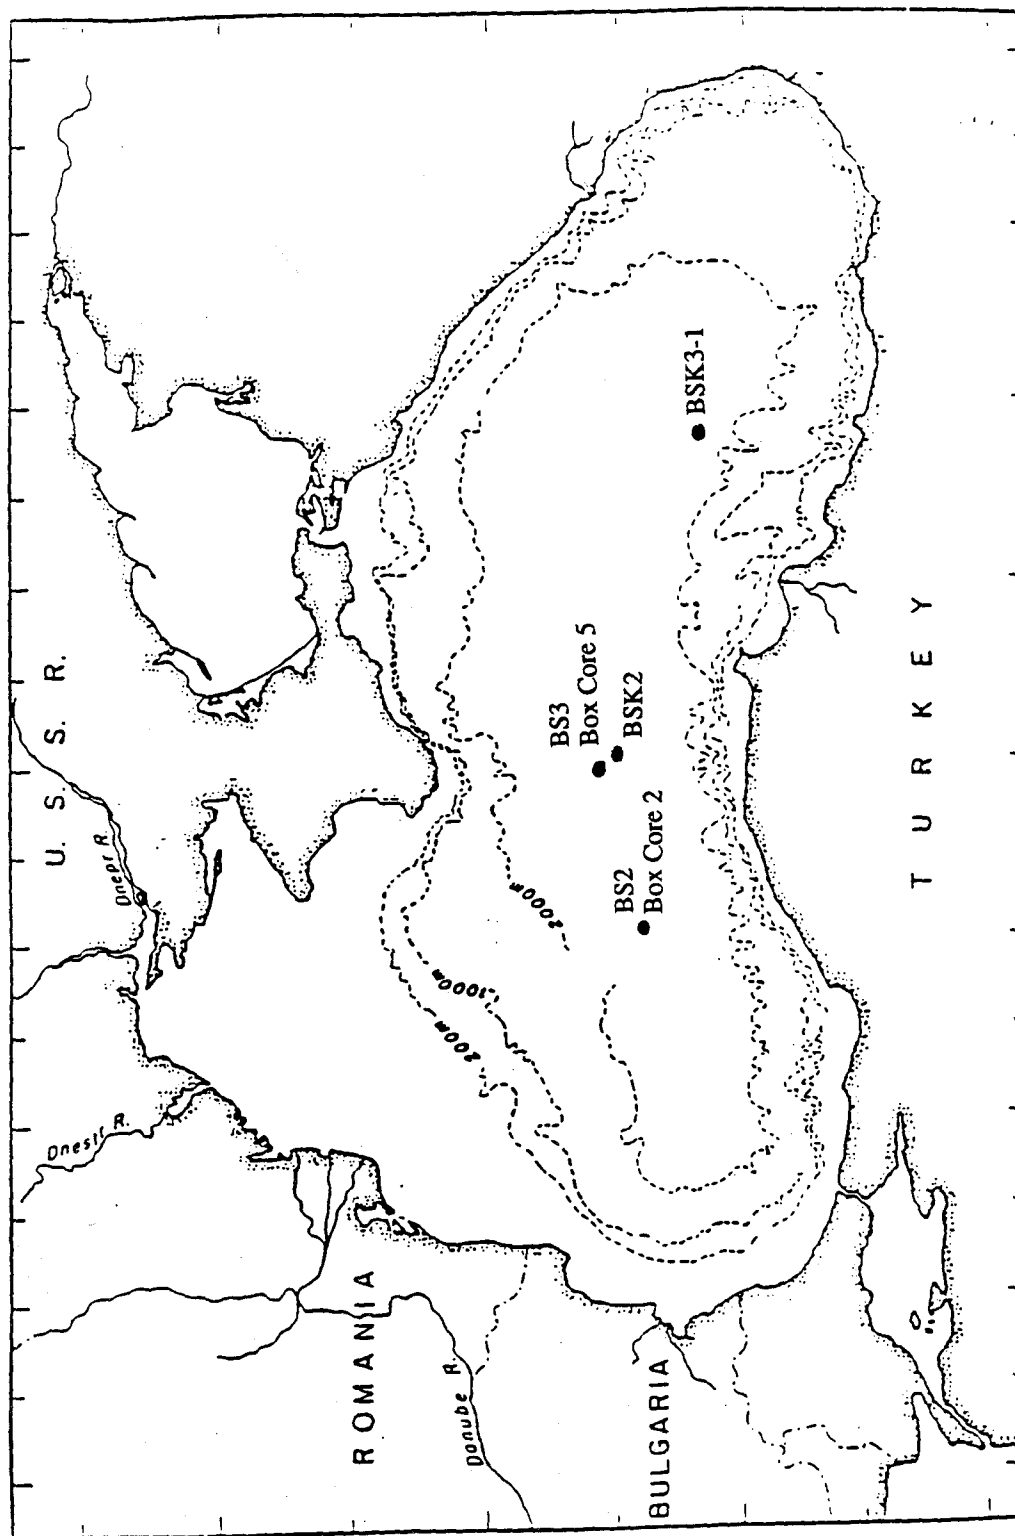 U. S. S. R.
Dnepr R.
Dnestr R.
ROMANIA
Danube R.
BULGARIA
TURKEY
200m
1000m
2000m
BS2
Box Core 2
BS3
Box Core 5
BSK2
BSK3-1